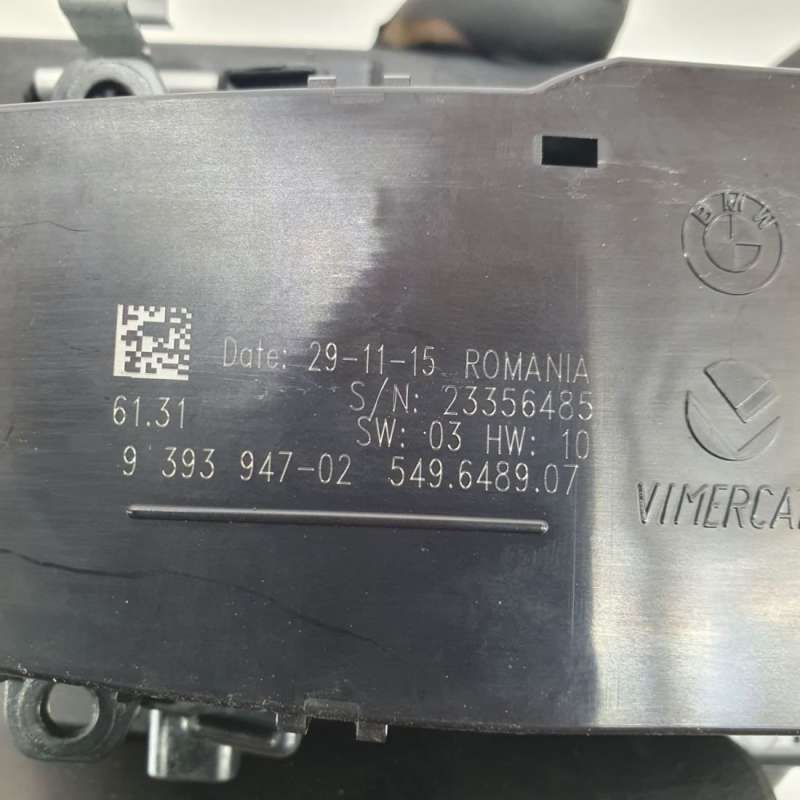 BMW
Date: 29-11-15 ROMANIA
S/N: 23356485
61.31
SW: 03 HW: 10
9 393 947-02 549.6489.07